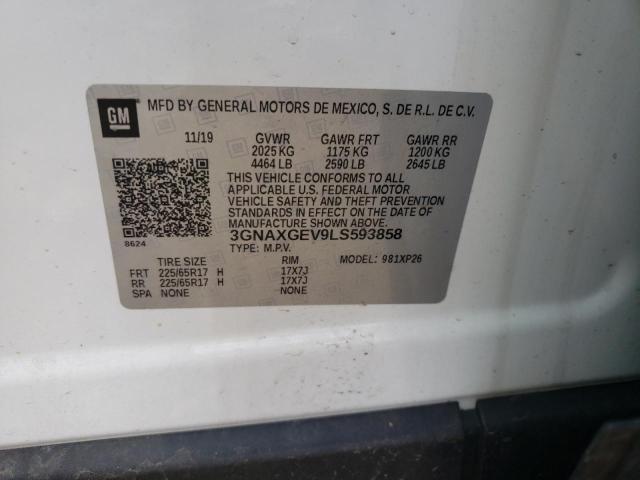 GM
MFD BY GENERAL MOTORS DE MEXICO, S. DE R.L. DE C.V.
11/19 GVWR GAWR FRT GAWR RR
2025 KG 1175 KG 1200 KG
4464 LB 2590 LB 2645 LB
THIS VEHICLE CONFORMS TO ALL
APPLICABLE U.S. FEDERAL MOTOR
VEHICLE SAFETY AND THEFT PREVENTION
STANDARDS IN EFFECT ON THE DATE OF
MANUFACTURE SHOWN ABOVE.
3GNAXGEV9LS593858
8624
TYPE: M.P.V.
TIRE SIZE RIM MODEL: 981XP26
FRT 225/65R17 H 17X7J
RR 225/65R17 H 17X7J
SPA NONE NONE